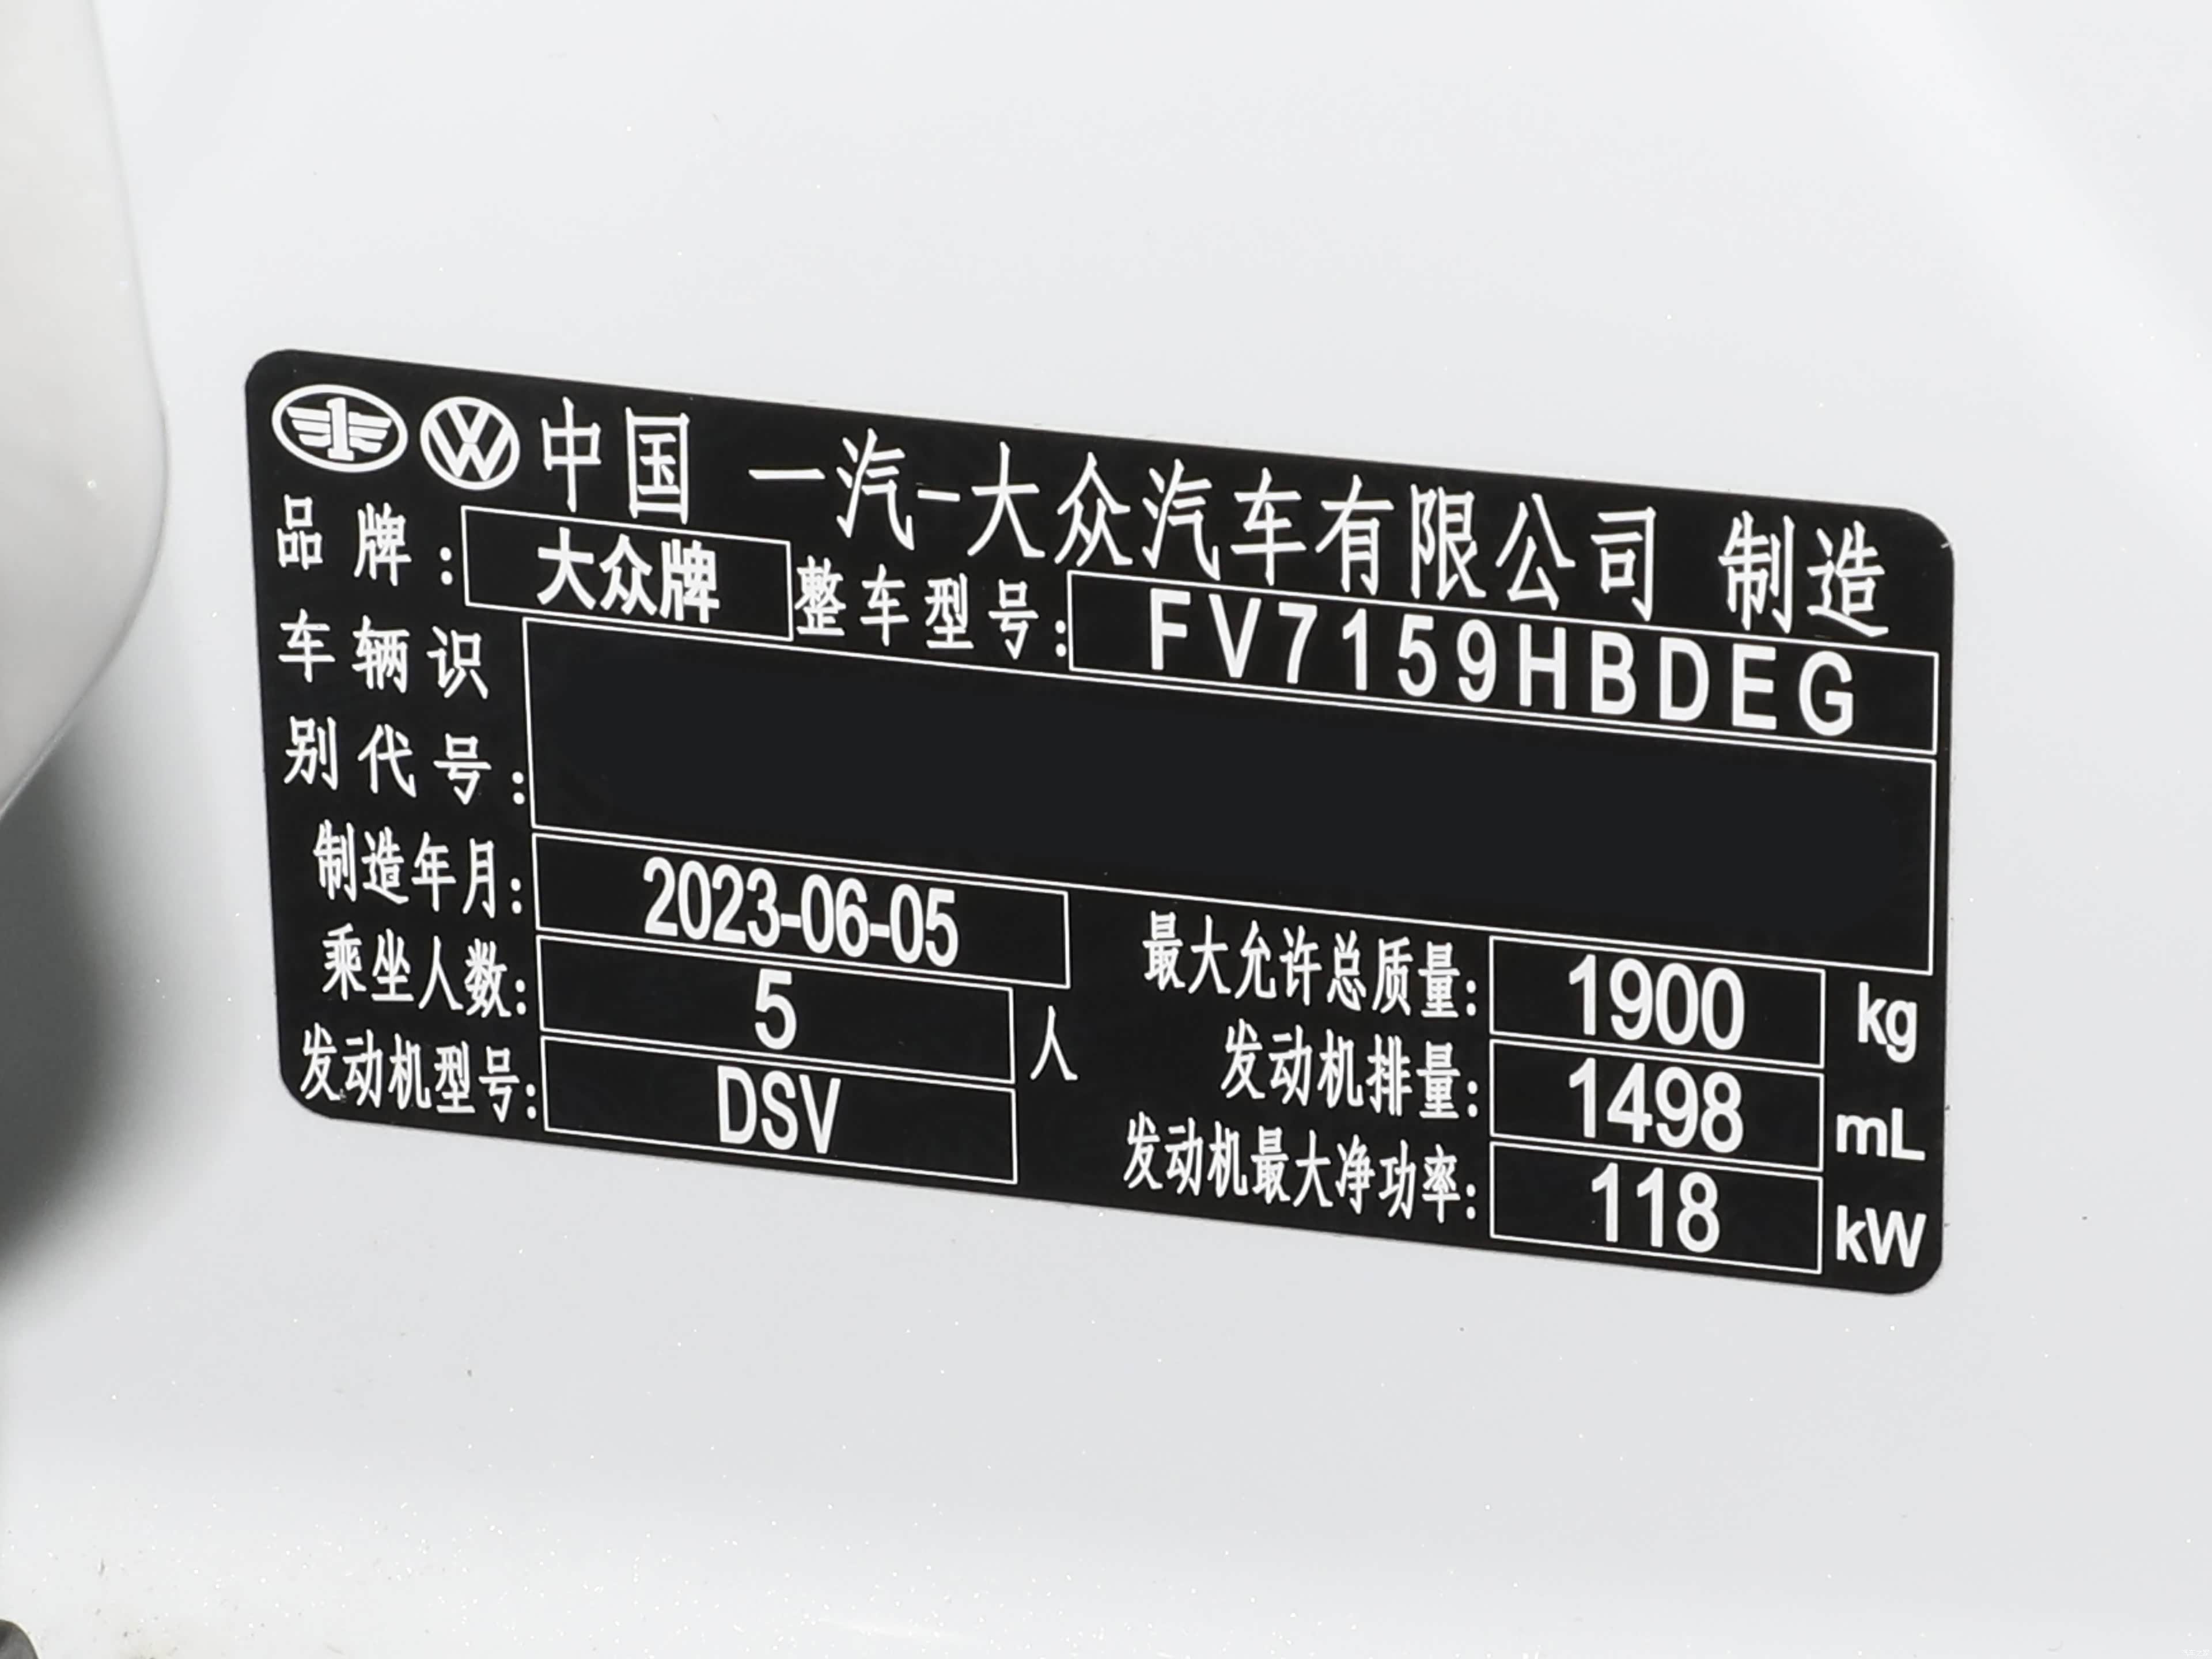 中国 一汽-大众汽车有限公司 制造
品牌: 大众牌 整车型号: FV7159HBDEG
车辆识
别代号:
制造年月: 2023-06-05
最大允许总质量: 1900 kg
乘坐人数: 5 人
发动机排量: 1498 mL
发动机型号: DSV
发动机最大净功率: 118 kW